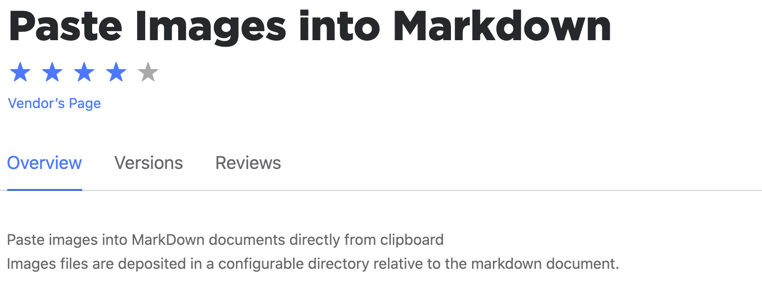 Paste Images into Markdown
Vendor's Page
Overview Versions Reviews
Paste images into MarkDown documents directly from clipboard
Images files are deposited in a configurable directory relative to the markdown document.